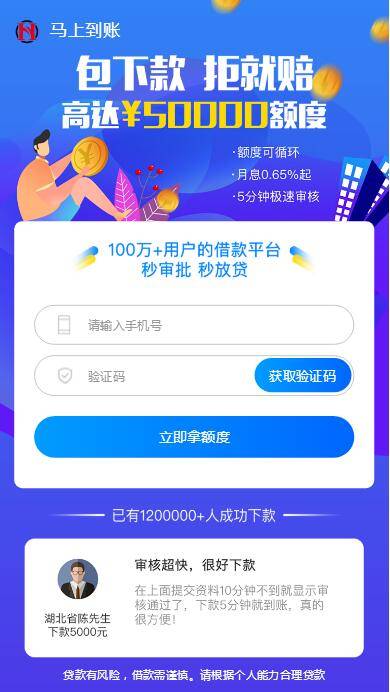 马上到账
包下款 拒就赔
高达¥50000额度
·额度可循环
·月息0.65%起
·5分钟极速审核
100万+用户的借款平台
秒审批 秒放贷
请输入手机号
验证码
获取验证码
立即拿额度
已有1200000+人成功下款
审核超快，很好下款
在上面提交资料10分钟不到就显示
审核通过了，下款5分钟就到账，真的
很方便！
湖北省陈先生
下款5000元
贷款有风险，借款需谨慎。请根据个人能力合理贷款